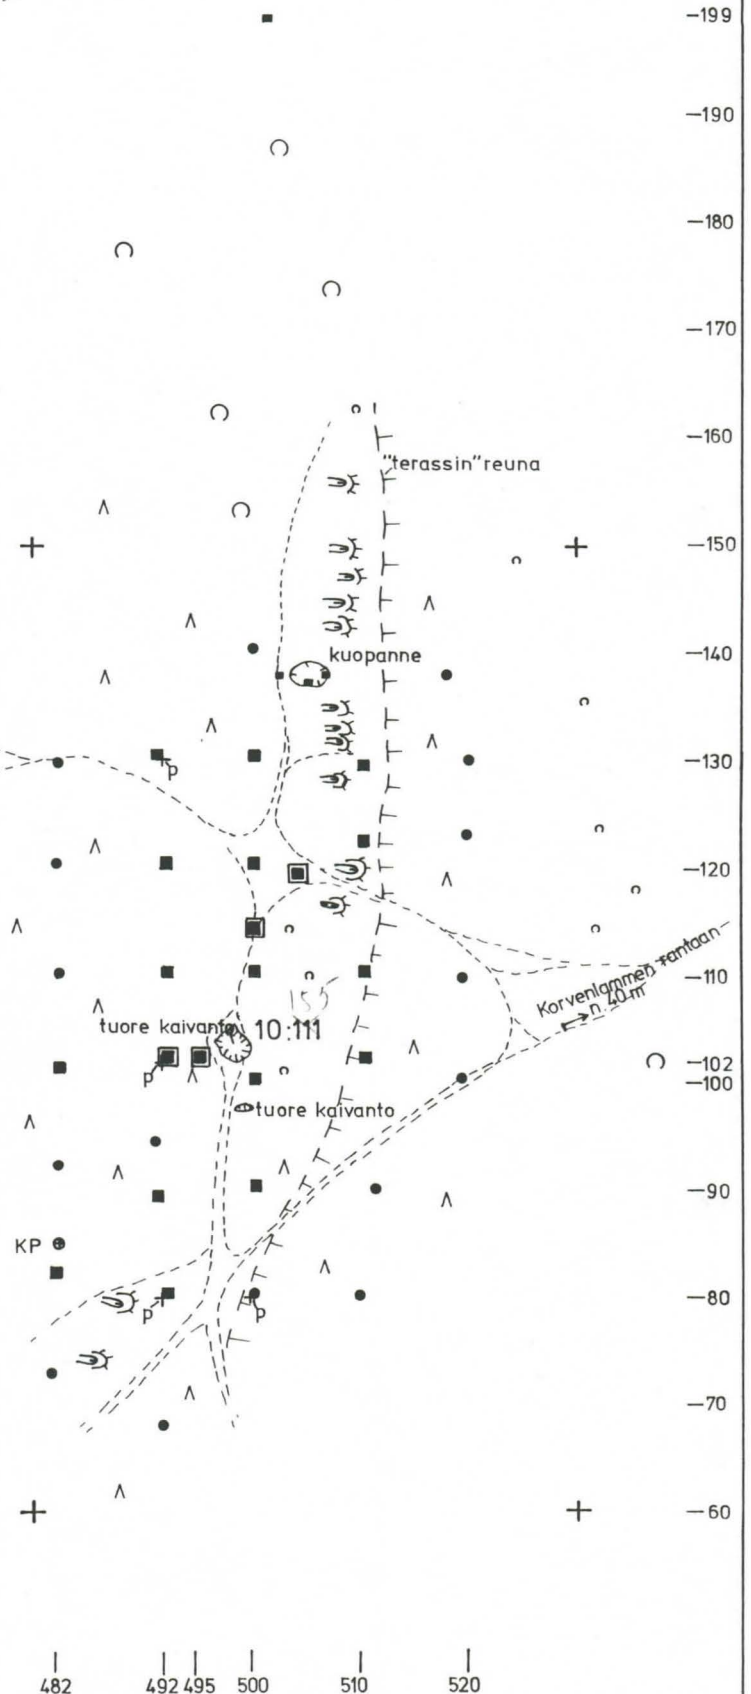 —199
—190
—180
—170
—160
"terassin" reuna
—150
—140
kuopanne
—130
p
—120
—110
Korvenlammen rantaan
n. 40 m
155
tuore kaivanto
10:111
—102
p
—100
tuore kaivanto
—90
KP
—80
p
p
—70
—60
482
492
495
500
510
520